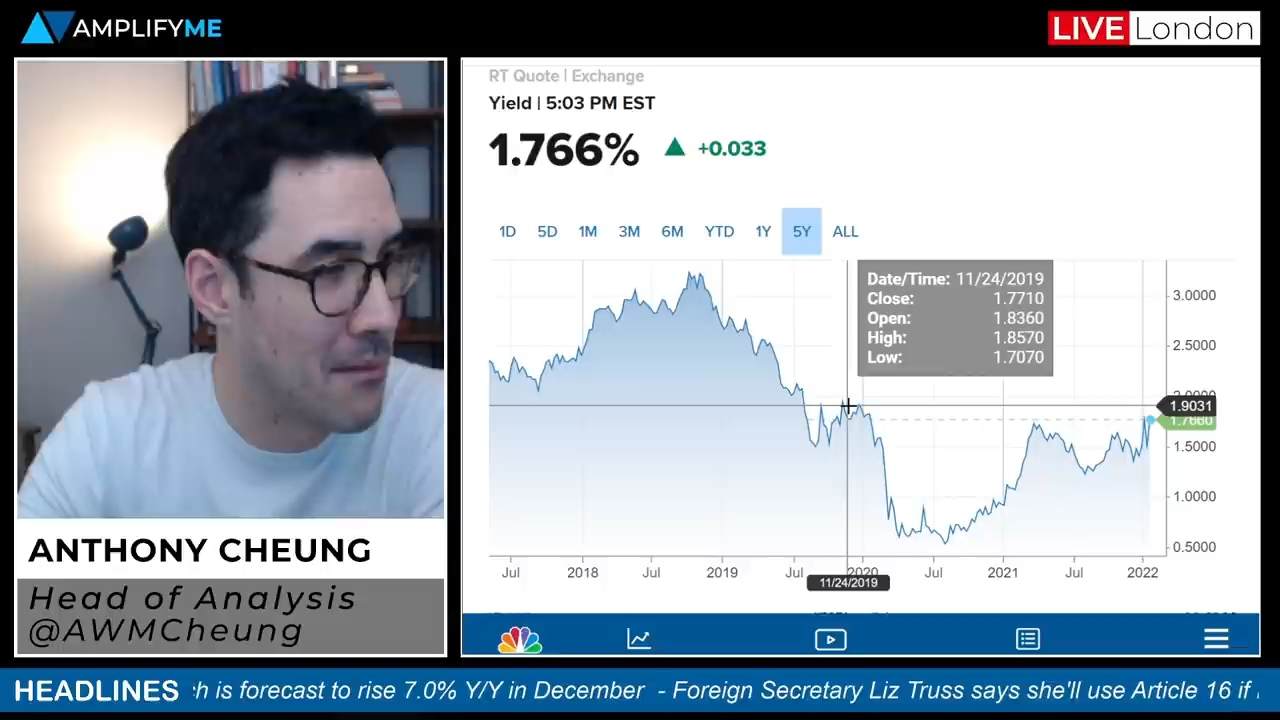 AMPLIFYME
LIVE London
RT Quote | Exchange
Yield | 5:03 PM EST
1.766% ▲ +0.033
1D 5D 1M 3M 6M YTD 1Y 5Y ALL
Date/Time: 11/24/2019
Close: 1.7710
Open: 1.8360
High: 1.8570
Low: 1.7070
3.0000
2.5000
2.0000
1.9031
1.7660
1.5000
1.0000
0.5000
Jul 2018 Jul 2019 Jul 2020 Jul 2021 Jul 2022
11/24/2019
ANTHONY CHEUNG
Head of Analysis
@AWMCheung
HEADLINES h is forecast to rise 7.0% Y/Y in December - Foreign Secretary Liz Truss says she'll use Article 16 if